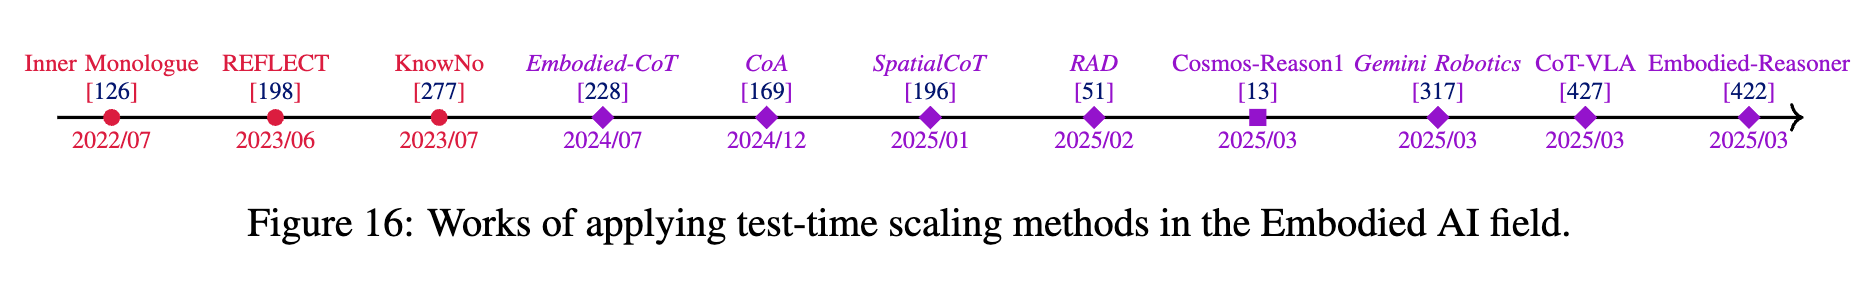 Inner Monologue REFLECT KnowNo Embodied-CoT CoA SpatialCoT RAD Cosmos-Reason1 Gemini Robotics CoT-VLA Embodied-Reasoner
[126] [198] [277] [228] [169] [196] [51] [13] [317] [427] [422]
2022/07 2023/06 2023/07 2024/07 2024/12 2025/01 2025/02 2025/03 2025/03 2025/03 2025/03
Figure 16: Works of applying test-time scaling methods in the Embodied AI field.